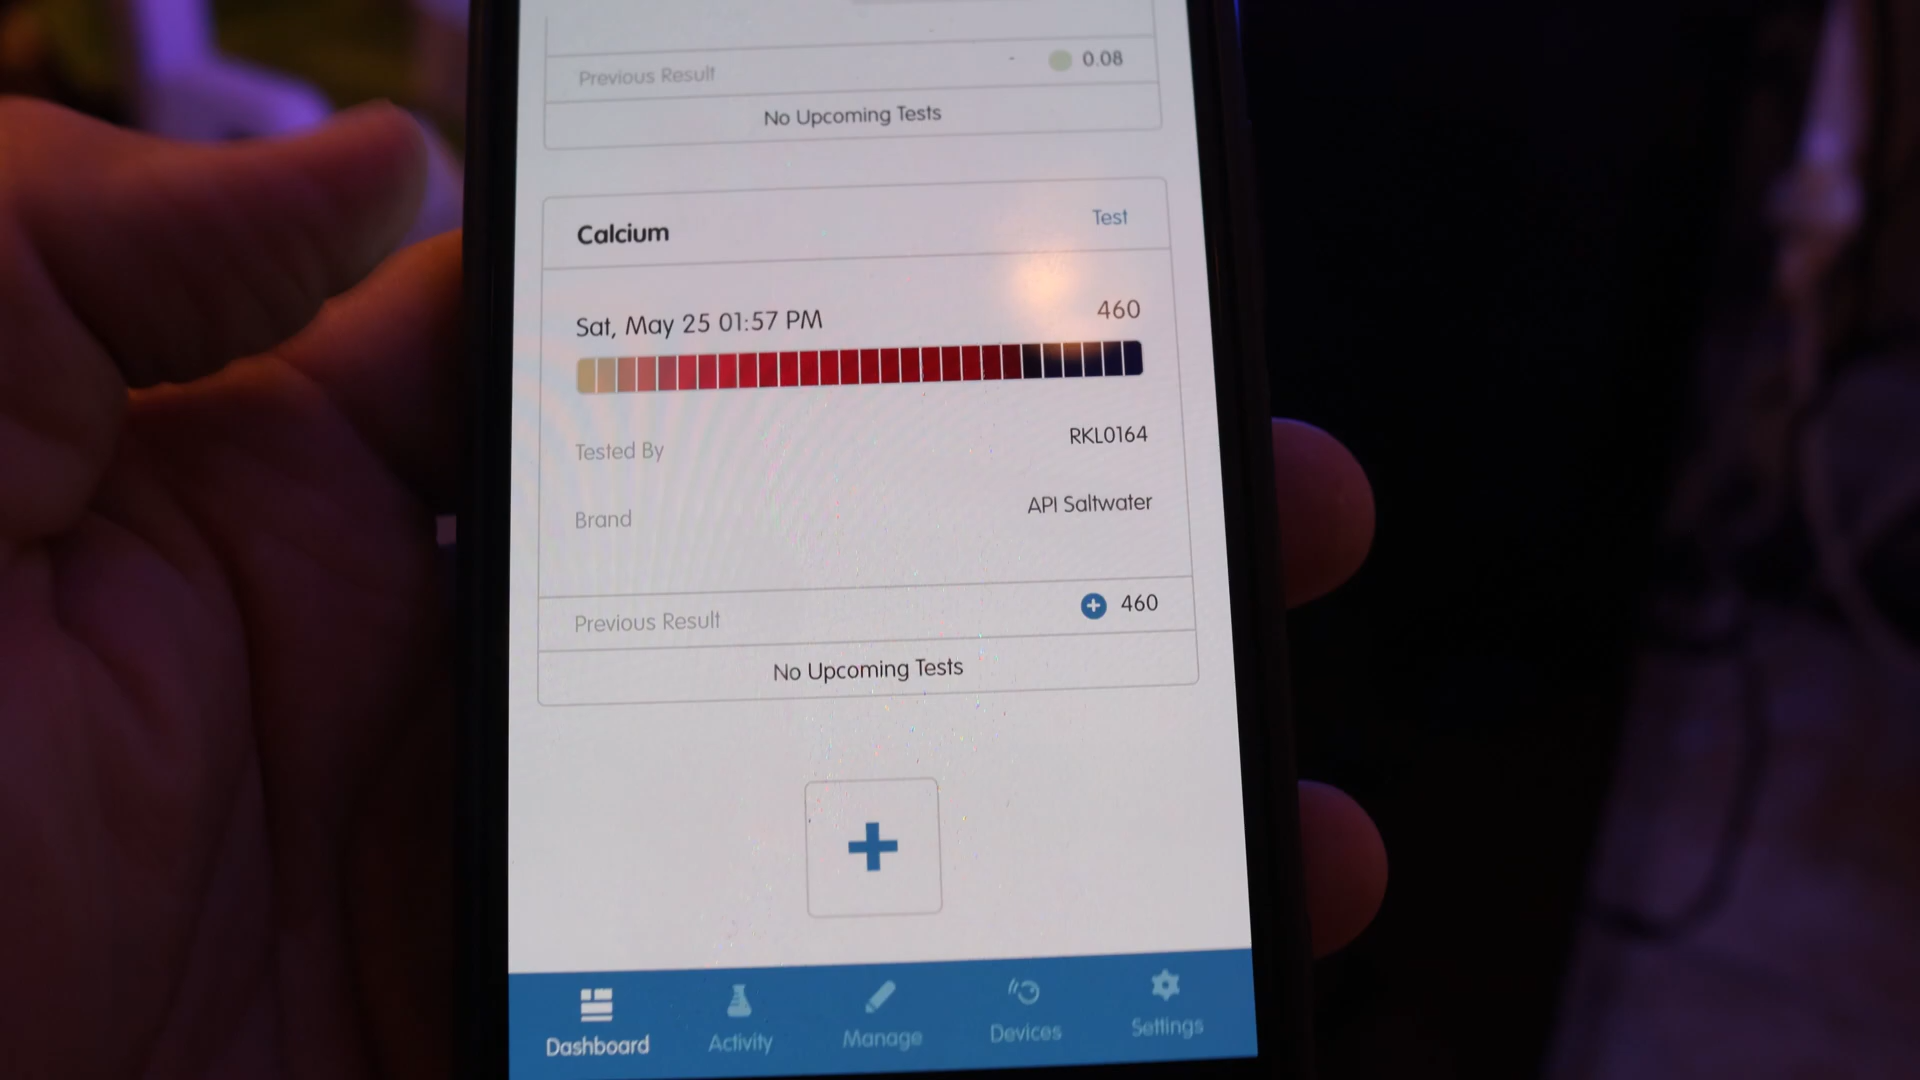 Previous Result - 0.08
No Upcoming Tests
Calcium Test
Sat, May 25 01:57 PM 460
Tested By RKL0164
Brand API Saltwater
Previous Result 460
No Upcoming Tests
Dashboard Activity Manage Devices Settings